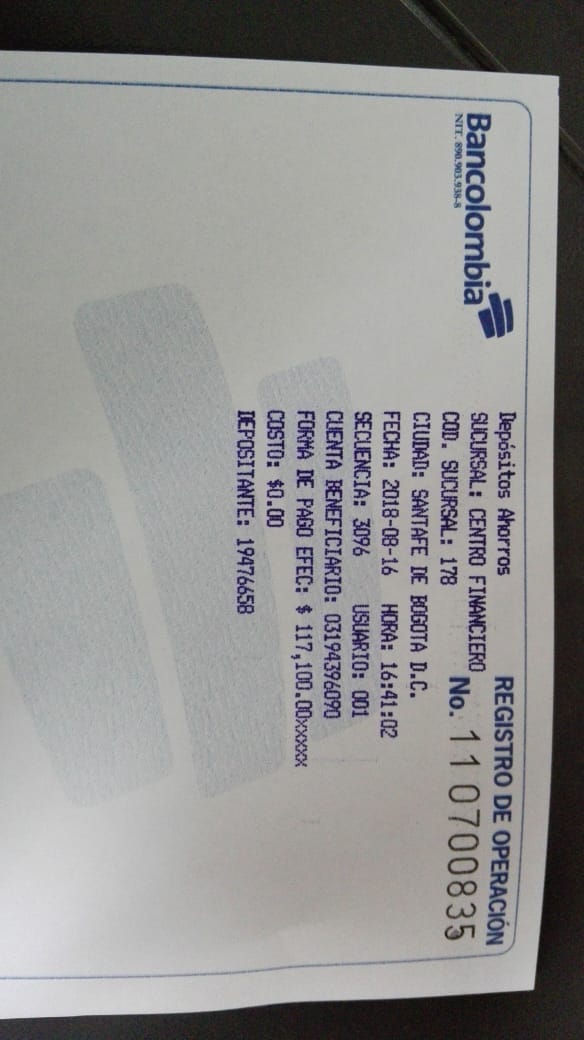 Bancolombia
NIT. 890.903.938-8
REGISTRO DE OPERACIÓN
No. 110700835
Depósitos Ahorros
SUCURSAL: CENTRO FINANCIERO
COD. SUCURSAL: 178
CIUDAD: SANTAFE DE BOGOTA D.C.
FECHA: 2018-08-16 HORA: 16:41:02
SECUENCIA: 3096 USUARIO: 001
CUENTA BENEFICIARIO: 03194396090
FORMA DE PAGO EFEC: $ 117,100.00xxxxx
COSTO: $0.00
DEPOSITANTE: 19476658